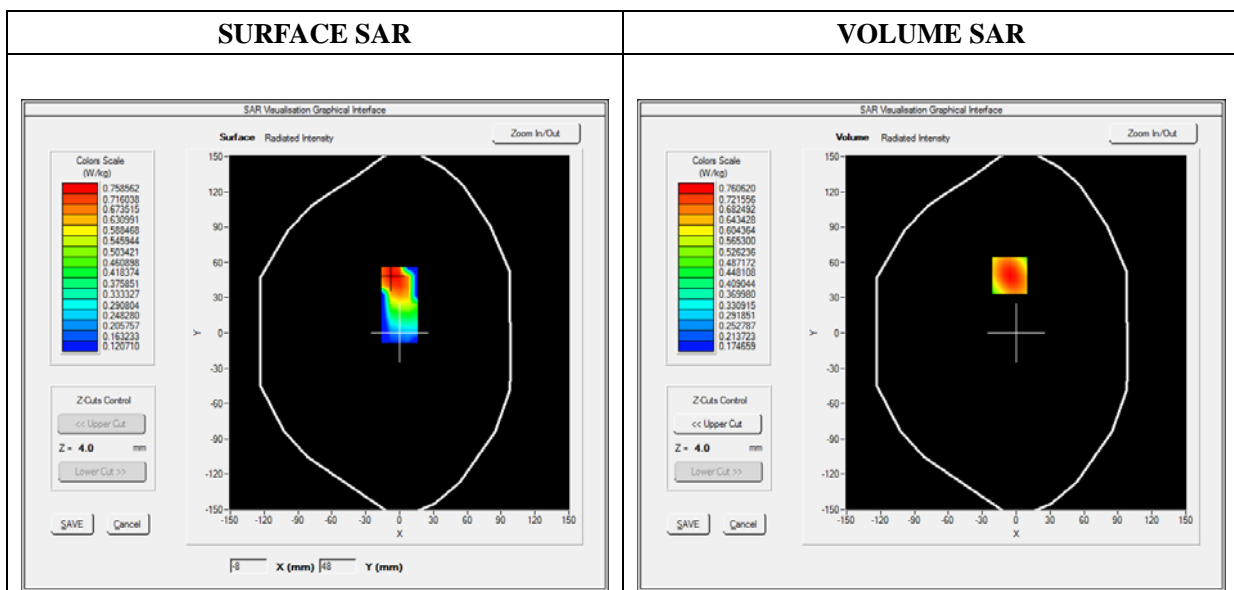 SURFACE SAR
VOLUME SAR
SAR Visualisation Graphical Interface
Surface Radiated Intensity
Zoom In/Out
Colors Scale
(W/kg)
0.758562
0.716038
0.673515
0.630991
0.588468
0.545944
0.503421
0.460898
0.418374
0.375851
0.333327
0.290804
0.248280
0.205757
0.163233
0.120710
Z-Cuts Control
<< Upper Cut
Z = 4.0 mm
Lower Cut >>
SAVE Cancel
150
120
90
60
30
0
-30
-60
-90
-120
-150
Y
-150 -120 -90 -60 -30 0 30 60 90 120 150
X
-8 X (mm) 48 Y (mm)
SAR Visualisation Graphical Interface
Volume Radiated Intensity
Zoom In/Out
Colors Scale
(W/kg)
0.760620
0.721556
0.682492
0.643428
0.604364
0.565300
0.526236
0.487172
0.448108
0.409044
0.369980
0.330915
0.291851
0.252787
0.213723
0.174659
Z-Cuts Control
<< Upper Cut
Z = 4.0 mm
Lower Cut >>
SAVE Cancel
150
120
90
60
30
0
-30
-60
-90
-120
-150
Y
-150 -120 -90 -60 -30 0 30 60 90 120 150
X